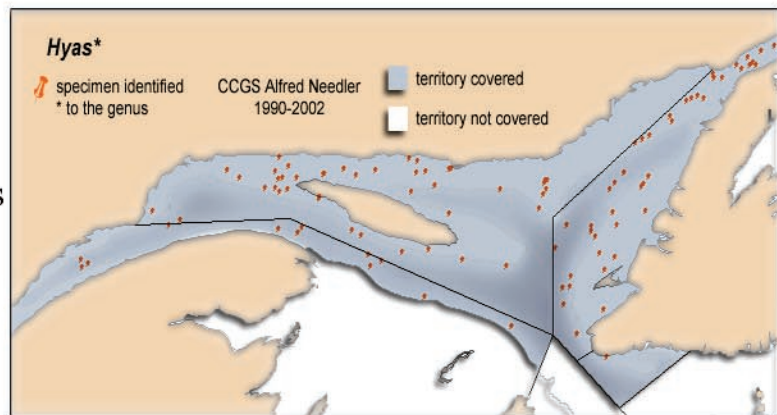 Hyas*
specimen identified
* to the genus
CCGS Alfred Needler
1990-2002
territory covered
territory not covered
s